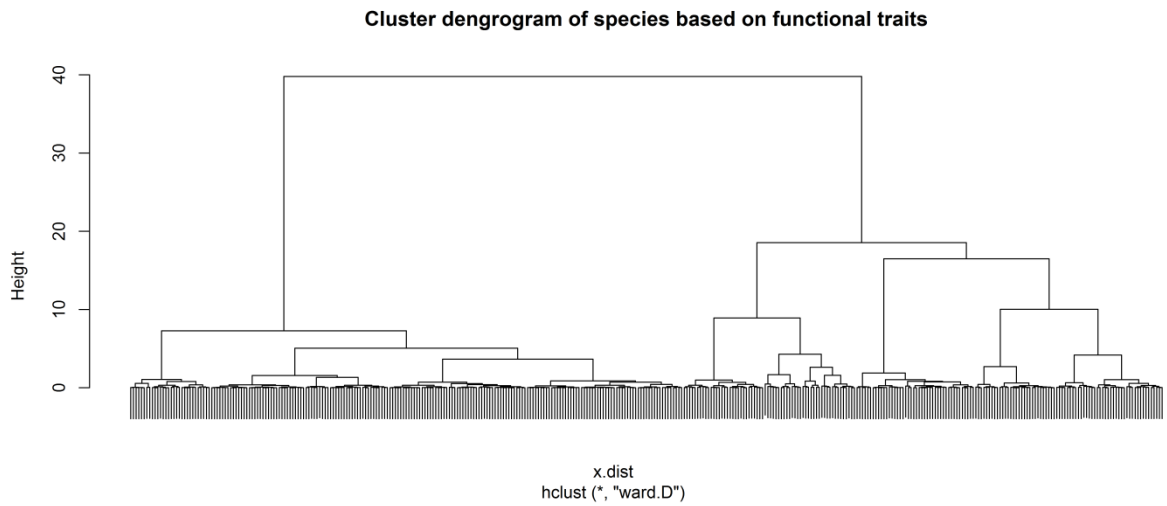 Cluster dengrogram of species based on functional traits
40
30
20
10
0
Height
x.dist
hclust (*, "ward.D")